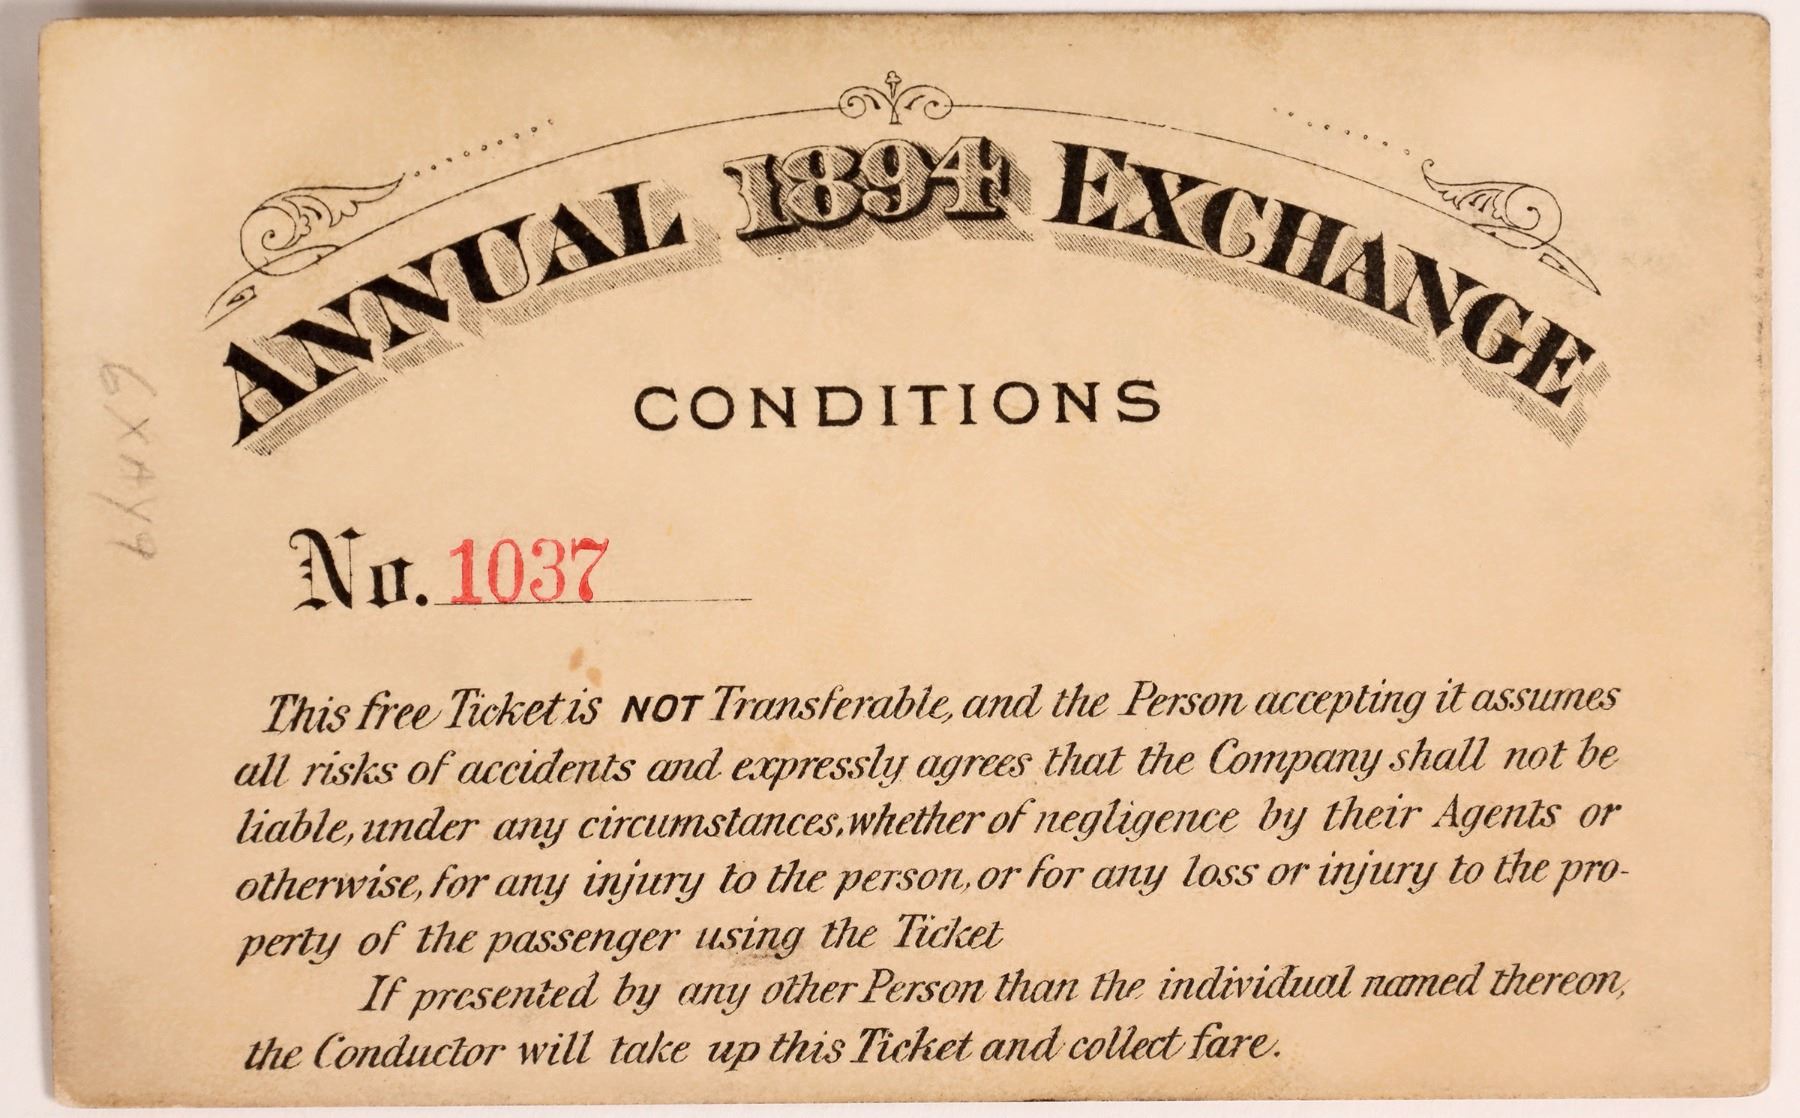 ANNUAL 1894 EXCHANGE
CONDITIONS
No. 1037
This free Ticket is NOT Transferable, and the Person accepting it assumes
all risks of accidents and expressly agrees that the Company shall not be
liable, under any circumstances, whether of negligence by their Agents or
otherwise, for any injury to the person, or for any loss or injury to the pro-
perty of the passenger using the Ticket
If presented by any other Person than the individual named thereon,
the Conductor will take up this Ticket and collect fare.